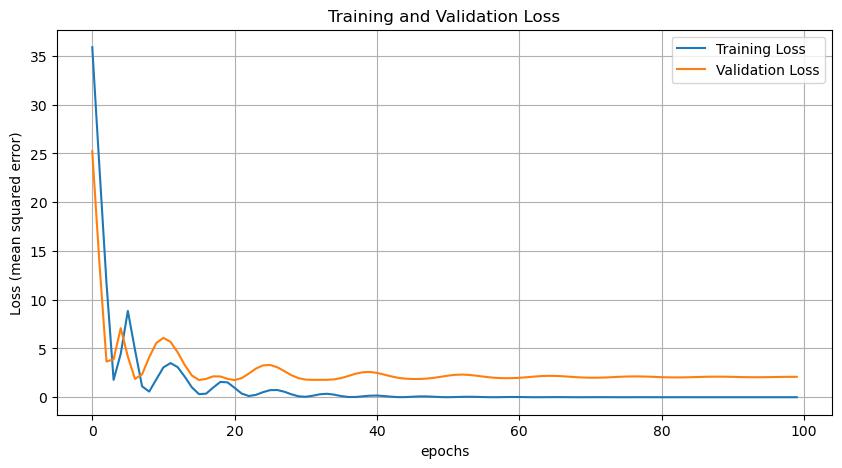 Training and Validation Loss
Training Loss
Validation Loss
Loss (mean squared error)
35
30
25
20
15
10
5
0
0 20 40 60 80 100
epochs